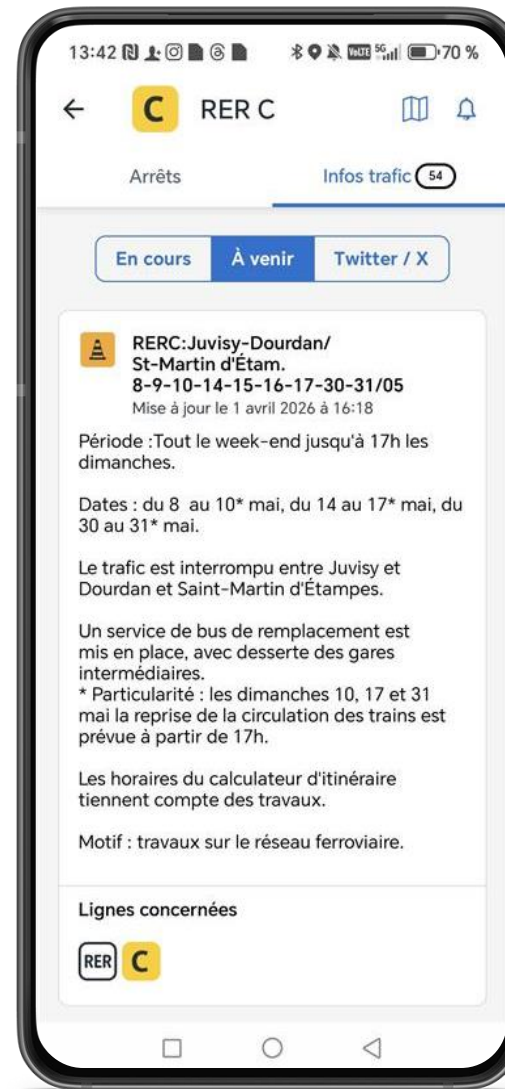 13:42 VoLTE 5G 70 %
C RER C
Arrêts Infos trafic 54
En cours À venir Twitter / X
RERC:Juvisy-Dourdan/
St-Martin d'Étam.
8-9-10-14-15-16-17-30-31/05
Mise à jour le 1 avril 2026 à 16:18
Période :Tout le week-end jusqu'à 17h les
dimanches.
Dates : du 8 au 10* mai, du 14 au 17* mai, du
30 au 31* mai.
Le trafic est interrompu entre Juvisy et
Dourdan et Saint-Martin d'Étampes.
Un service de bus de remplacement est
mis en place, avec desserte des gares
intermédiaires.
* Particularité : les dimanches 10, 17 et 31
mai la reprise de la circulation des trains est
prévue à partir de 17h.
Les horaires du calculateur d'itinéraire
tiennent compte des travaux.
Motif : travaux sur le réseau ferroviaire.
Lignes concernées
RER C